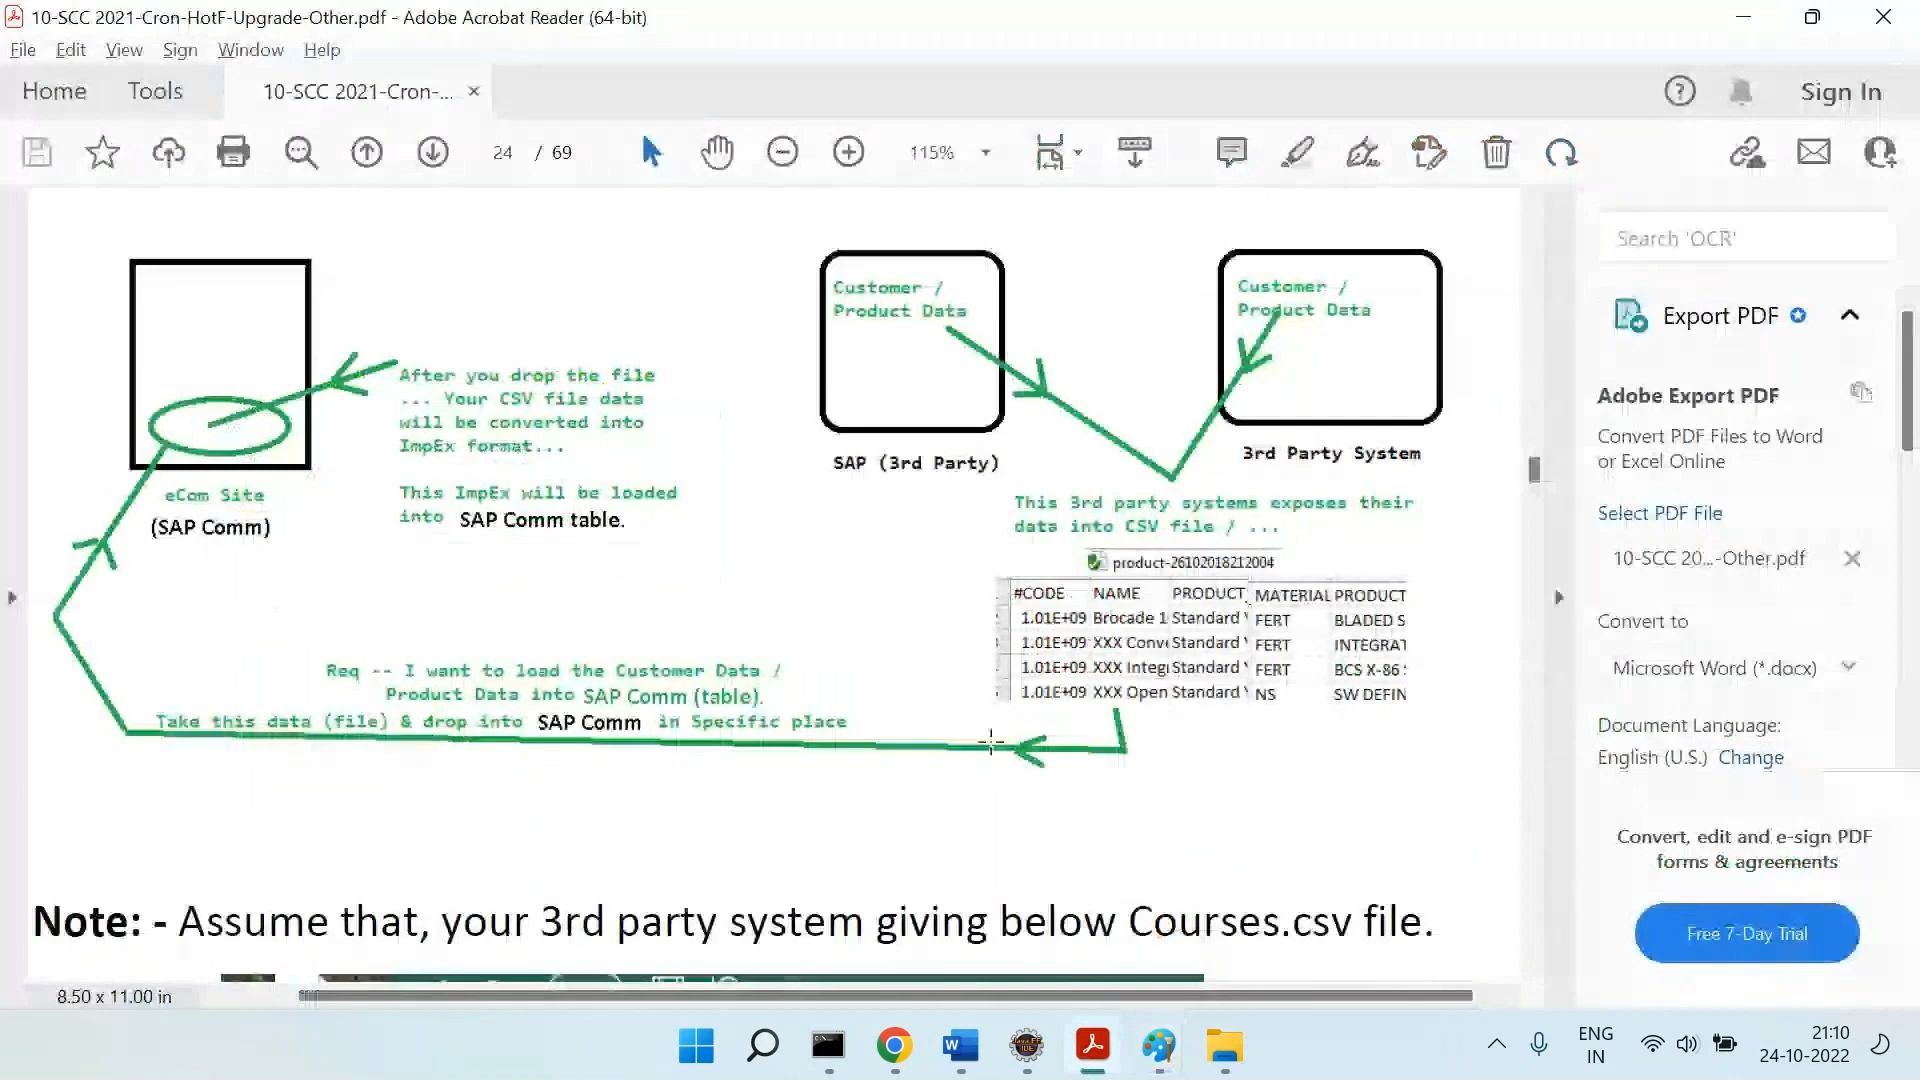 10-SCC 2021-Cron-HotF-Upgrade-Other.pdf - Adobe Acrobat Reader (64-bit)
File Edit View Sign Window Help
Home Tools 10-SCC 2021-Cron-... × Sign In
24 / 69 115%
Customer /
Product Data
Customer /
Product Data
After you drop the file
... Your CSV file data
will be converted into
ImpEx format...
This ImpEx will be loaded
into SAP Comm table.
eCom Site
(SAP Comm)
SAP (3rd Party)
3rd Party System
This 3rd party systems exposes their
data into CSV file / ...
product-26102018212004
#CODE NAME PRODUCT MATERIAL PRODUCT
1.01E+09 Brocade 1 Standard FERT BLADED S
1.01E+09 XXX Conv Standard FERT INTEGRAT
1.01E+09 XXX Integ Standard FERT BCS X-86
1.01E+09 XXX Open Standard NS SW DEFIN
Req -- I want to load the Customer Data /
Product Data into SAP Comm (table).
Take this data (file) & drop into SAP Comm in Specific place
Note: - Assume that, your 3rd party system giving below Courses.csv file.
8.50 x 11.00 in
Search 'OCR'
Export PDF
Adobe Export PDF
Convert PDF Files to Word
or Excel Online
Select PDF File
10-SCC 20...-Other.pdf
Convert to
Microsoft Word (*.docx)
Document Language:
English (U.S.) Change
Convert, edit and e-sign PDF
forms & agreements
Free 7-Day Trial
ENG
IN
21:10
24-10-2022